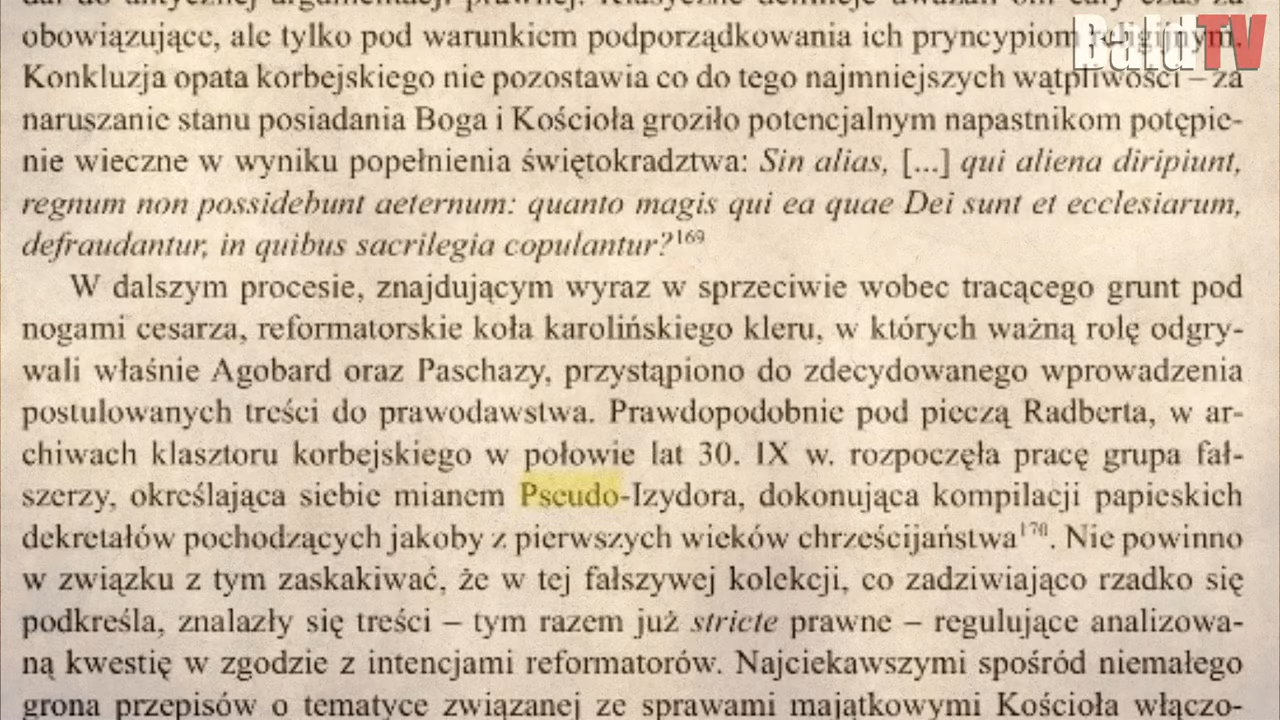 obowiązujące, ale tylko pod warunkiem podporządkowania ich pryncypiom religijnym.
Konkluzja opata korbejskiego nie pozostawia co do tego najmniejszych wątpliwości – za
naruszanie stanu posiadania Boga i Kościoła groziło potencjalnym napastnikom potępie-
nie wieczne w wyniku popełnienia świętokradztwa: Sin alias, [...] qui aliena diripiunt,
regnum non possidebunt aeternum: quanto magis qui ea quae Dei sunt et ecclesiarum,
defraudantur, in quibus sacrilegia copulantur?169
W dalszym procesie, znajdującym wyraz w sprzeciwie wobec tracącego grunt pod
nogami cesarza, reformatorskie koła karolińskiego kleru, w których ważną rolę odgry-
wali właśnie Agobard oraz Paschazy, przystąpiono do zdecydowanego wprowadzenia
postulowanych treści do prawodawstwa. Prawdopodobnie pod pieczą Radberta, w ar-
chiwach klasztoru korbejskiego w połowie lat 30. IX w. rozpoczęła pracę grupa fał-
szerzy, określająca siebie mianem Pseudo-Izydora, dokonująca kompilacji papieskich
dekretałów pochodzących jakoby z pierwszych wieków chrześcijaństwa170. Nie powinno
w związku z tym zaskakiwać, że w tej fałszywej kolekcji, co zadziwiająco rzadko się
podkreśla, znalazły się treści – tym razem już stricte prawne – regulujące analizowa-
ną kwestię w zgodzie z intencjami reformatorów. Najciekawszymi spośród niemałego
grona przepisów o tematyce związanej ze sprawami majątkowymi Kościoła włączo-
BaldTV